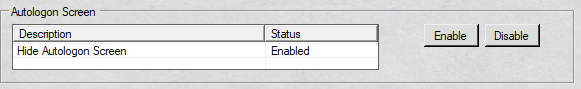 Autologon Screen
Description Status Enable Disable
Hide Autologon Screen Enabled